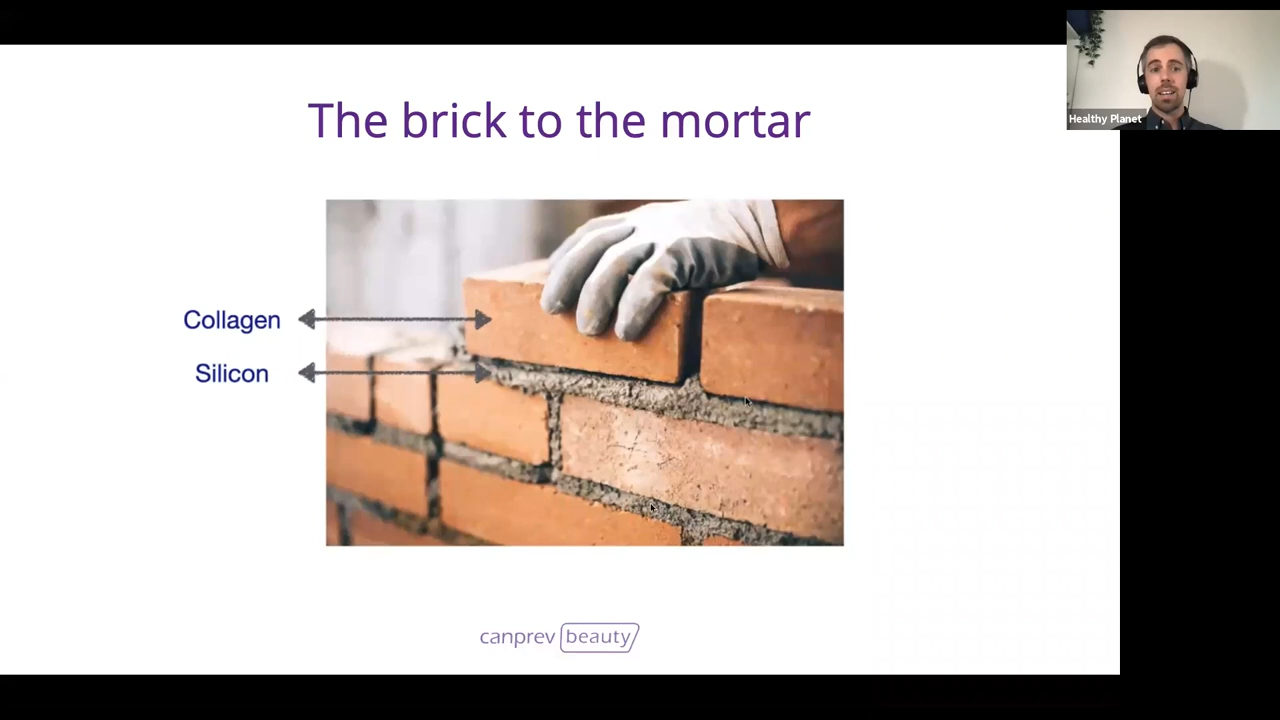 The brick to the mortar
Healthy Planet
Collagen
Silicon
canprev beauty